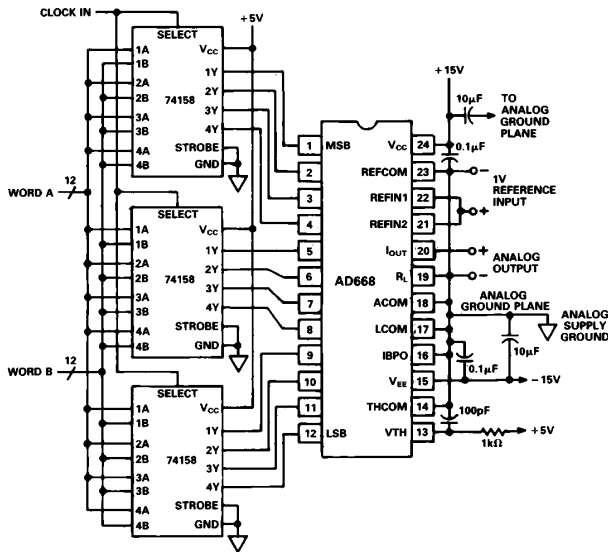 CLOCK IN
+5V
SELECT
1A
1B
2A
2B
3A
3B
4A
4B
74158
VCC
1Y
2Y
3Y
4Y
STROBE
GND
WORD A
12
SELECT
1A
1B
2A
2B
3A
3B
4A
4B
74158
VCC
1Y
2Y
3Y
4Y
STROBE
GND
WORD B
12
SELECT
1A
1B
2A
2B
3A
3B
4A
4B
74158
VCC
1Y
2Y
3Y
4Y
STROBE
GND
AD668
1 MSB
2
3
4
5
6
7
8
9
10
11
12 LSB
VCC 24
REFCOM 23
REFIN1 22
REFIN2 21
IOUT 20
RL 19
ACOM 18
LCOM 17
IBPO 16
VEE 15
THCOM 14
VTH 13
+15V
10µF
TO
ANALOG
GROUND
PLANE
0.1µF
−
1V
REFERENCE
INPUT
+
+
ANALOG
OUTPUT
−
ANALOG
GROUND PLANE
ANALOG
SUPPLY
GROUND
10µF
0.1µF
−15V
100pF
1kΩ
+5V